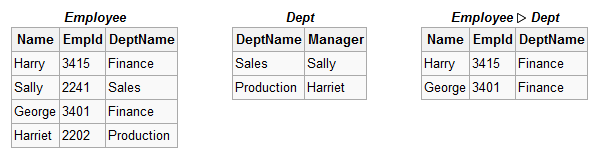 Employee
Name EmpId DeptName
Harry 3415 Finance
Sally 2241 Sales
George 3401 Finance
Harriet 2202 Production
Dept
DeptName Manager
Sales Sally
Production Harriet
Employee ▷ Dept
Name EmpId DeptName
Harry 3415 Finance
George 3401 Finance